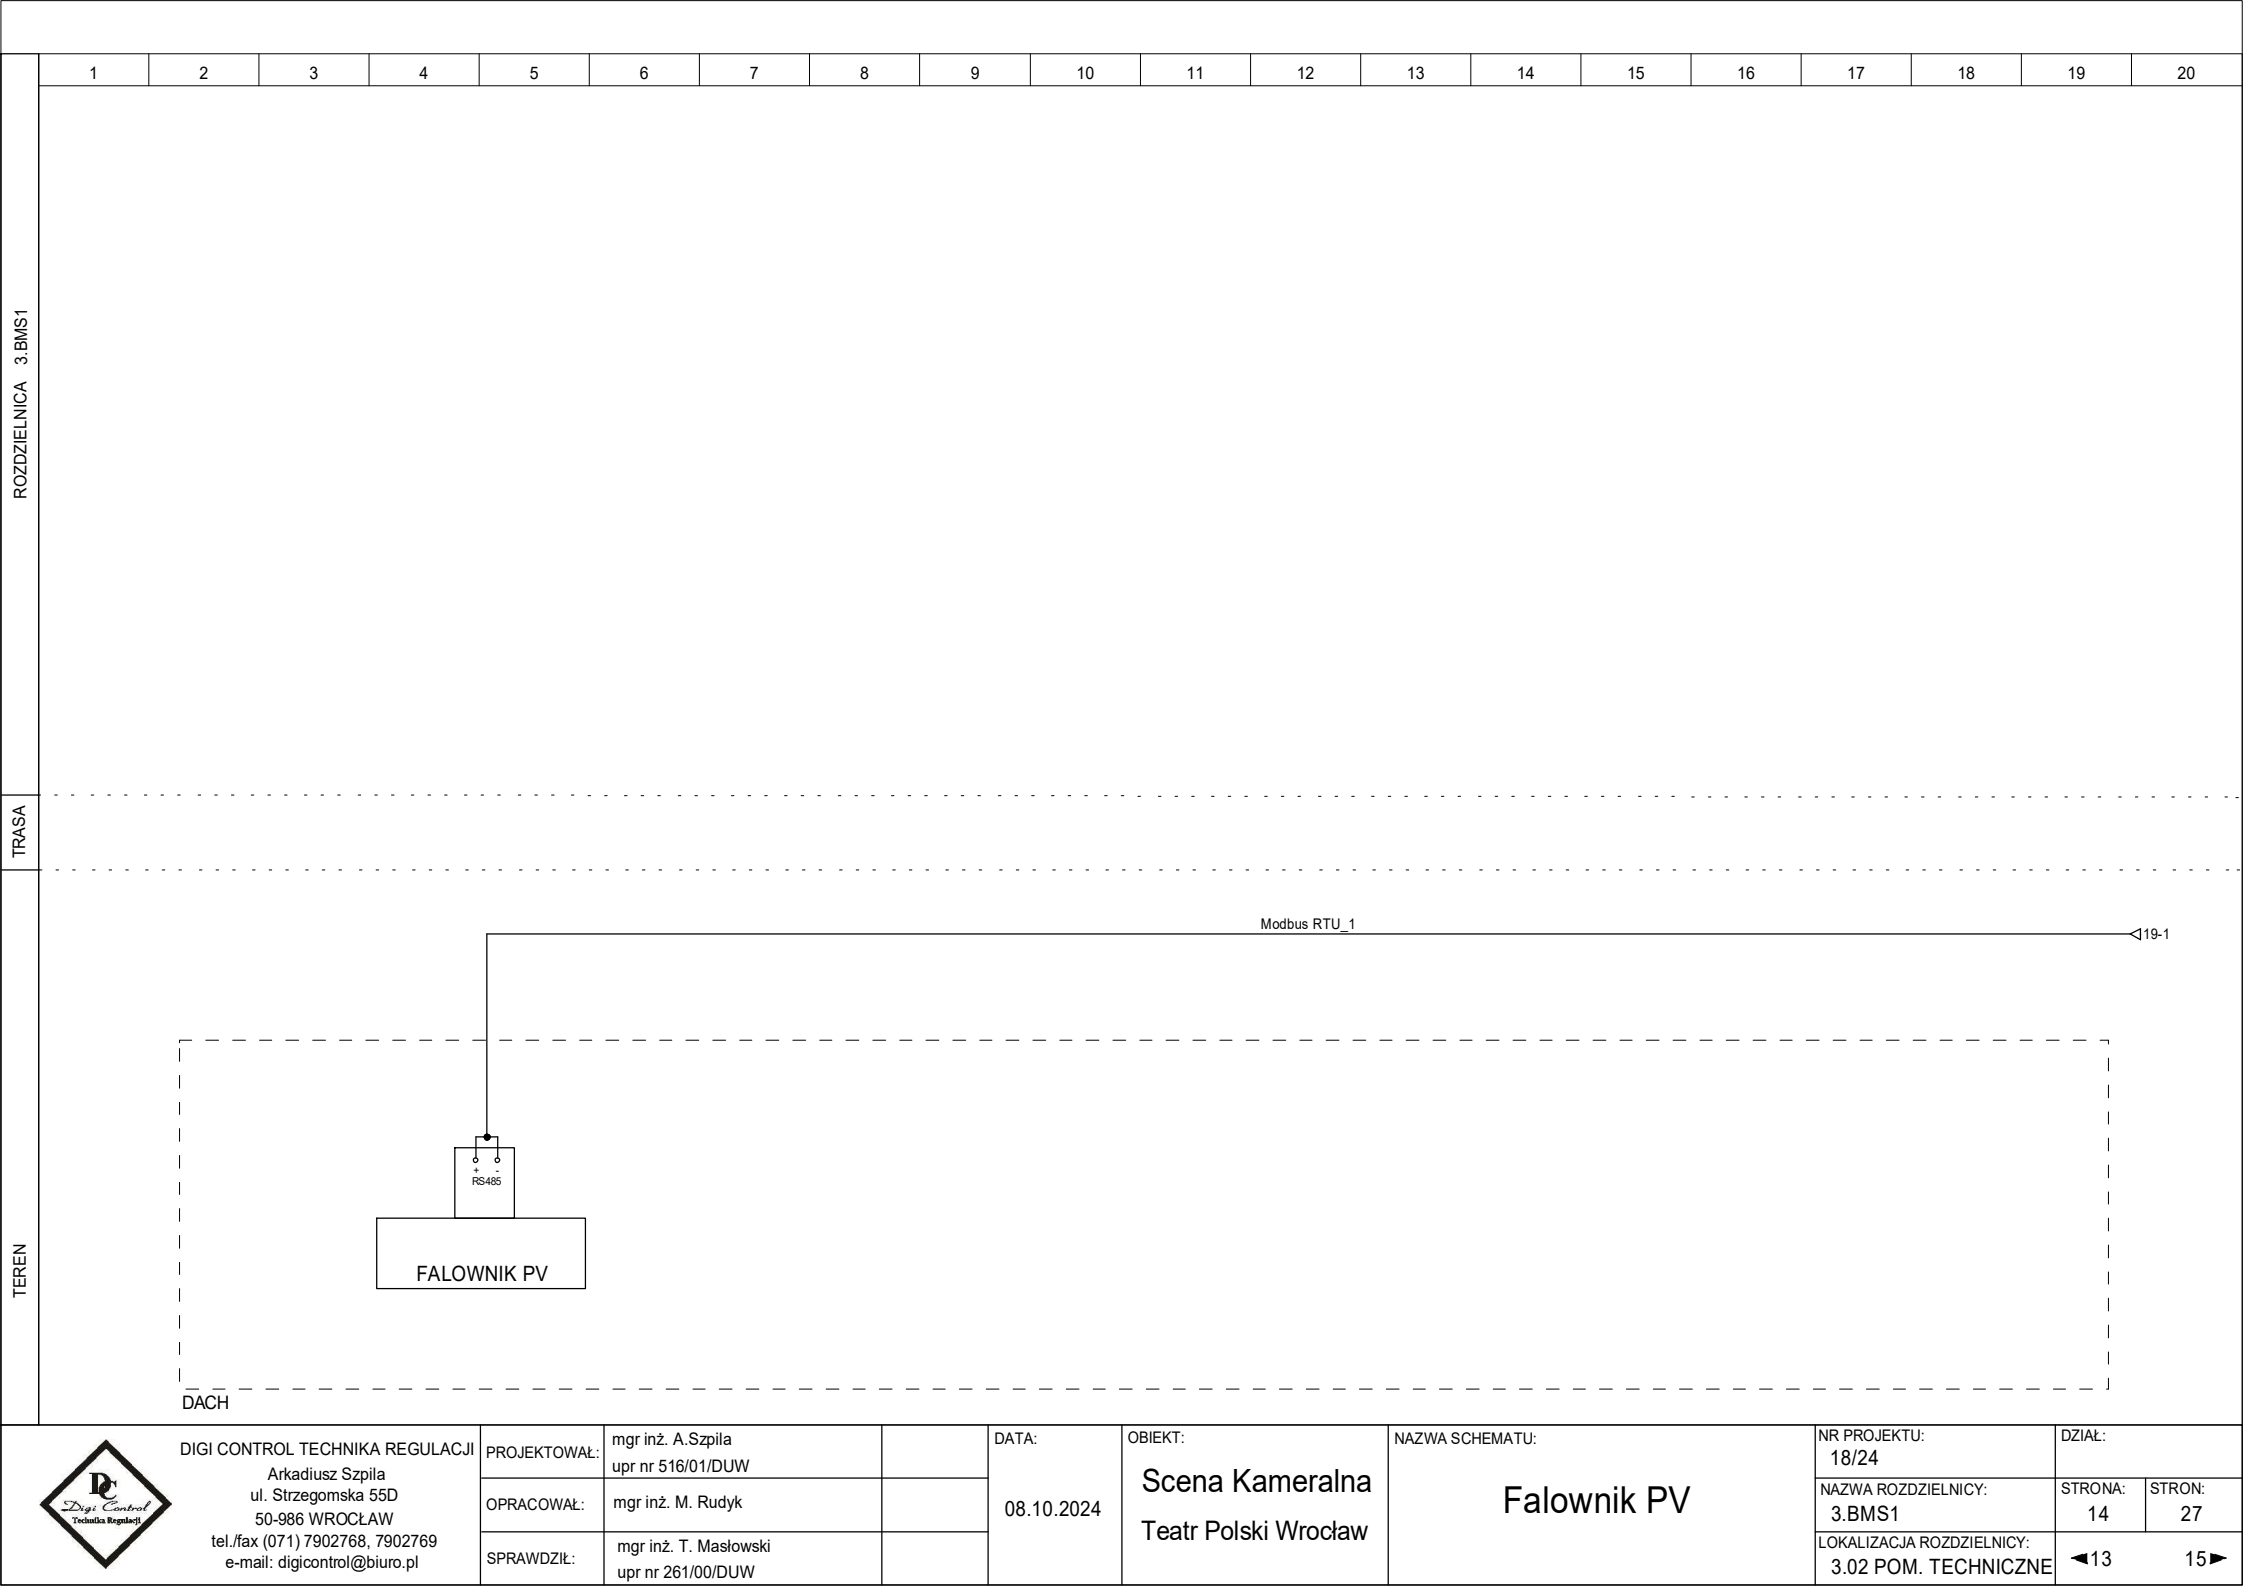 1 2 3 4 5 6 7 8 9 10 11 12 13 14 15 16 17 18 19 20
ROZDZIELNICA 3.BMS1
TRASA
TEREN
Modbus RTU_1
19-1
+ -
RS485
FALOWNIK PV
DACH
DC
Digi Control
Technika Regulacji
DIGI CONTROL TECHNIKA REGULACJI
Arkadiusz Szpila
ul. Strzegomska 55D
50-986 WROCŁAW
tel./fax (071) 7902768, 7902769
e-mail: digicontrol@biuro.pl
PROJEKTOWAŁ:
mgr inż. A.Szpila
upr nr 516/01/DUW
OPRACOWAŁ:
mgr inż. M. Rudyk
SPRAWDZIŁ:
mgr inż. T. Masłowski
upr nr 261/00/DUW
DATA:
08.10.2024
OBIEKT:
Scena Kameralna
Teatr Polski Wrocław
NAZWA SCHEMATU:
Falownik PV
NR PROJEKTU:
18/24
NAZWA ROZDZIELNICY:
3.BMS1
LOKALIZACJA ROZDZIELNICY:
3.02 POM. TECHNICZNE
DZIAŁ:
STRONA:
14
STRON:
27
13
15